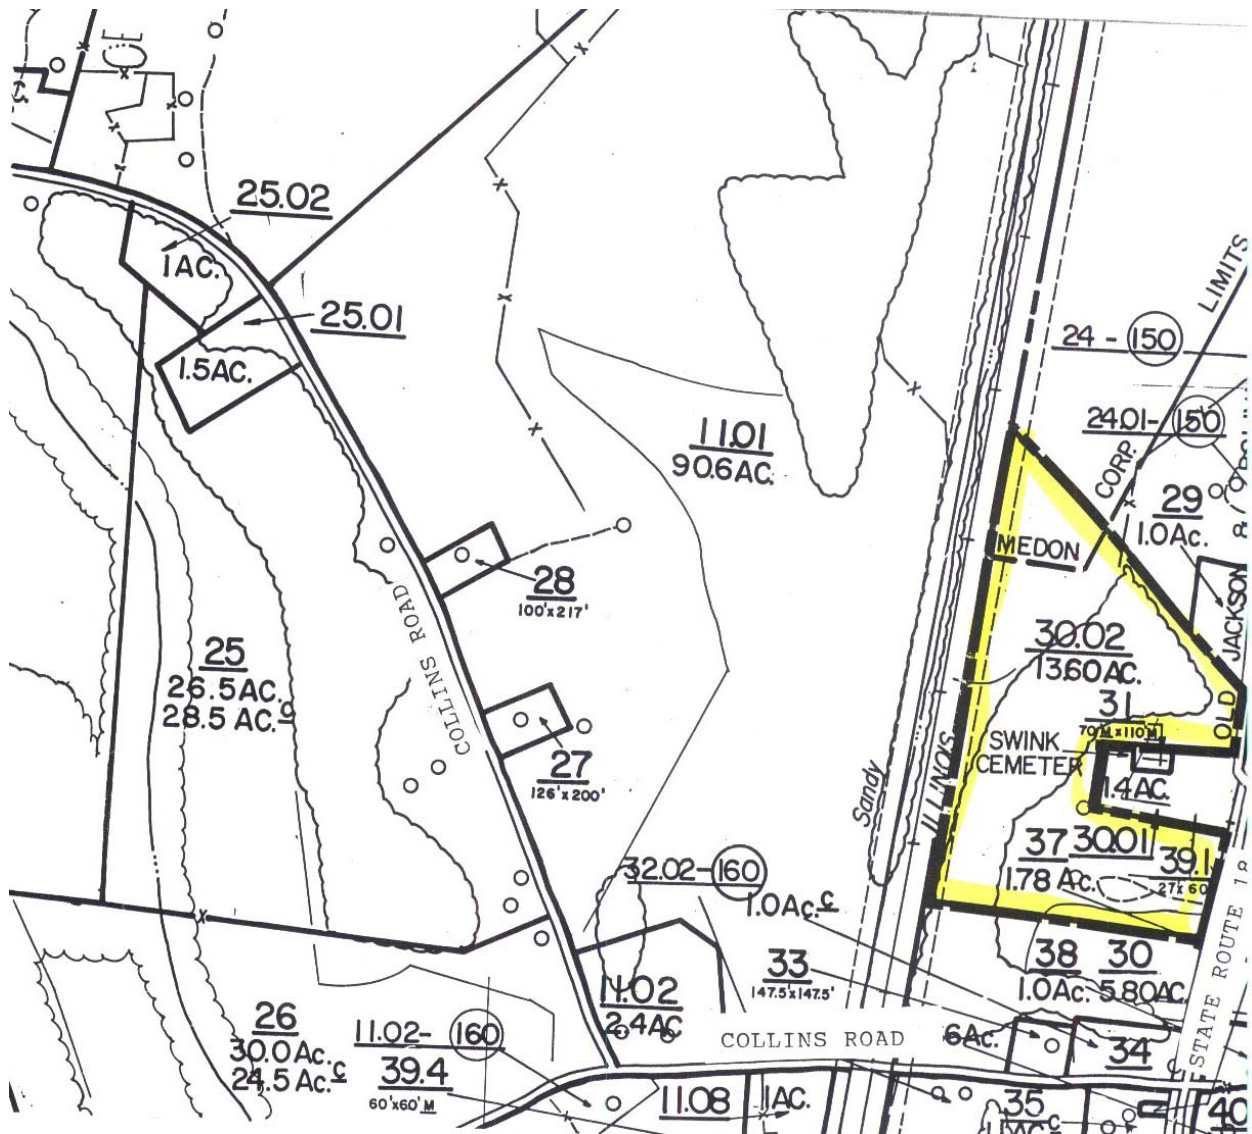 25.02
1AC.
25.01
1.5AC.
24 - 150
LIMITS
CORP.
24.01- 150
29
1.0Ac.
11.01
90.6AC.
MEDON
28
100'x217'
COLLINS ROAD
30.02
13.60AC.
JACKSON
OLD
31
70'M x110'M
25
26.5AC.
28.5 AC.c
27
126'x200'
SWINK
CEMETER
1.4AC.
ILLINOIS
Sandy
37
1.78 Ac.
30.01
39.1
27x60
32.02-160
1.0Ac.c
33
147.5'x147.5'
38
1.0Ac.
30
5.80AC.
STATE ROUTE 18
11.02
2.4AC
COLLINS ROAD
.6Ac.
34
26
30.0Ac.c
24.5Ac.c
11.02- 160
39.4
60'x60'M
11.08
1AC.
35
40